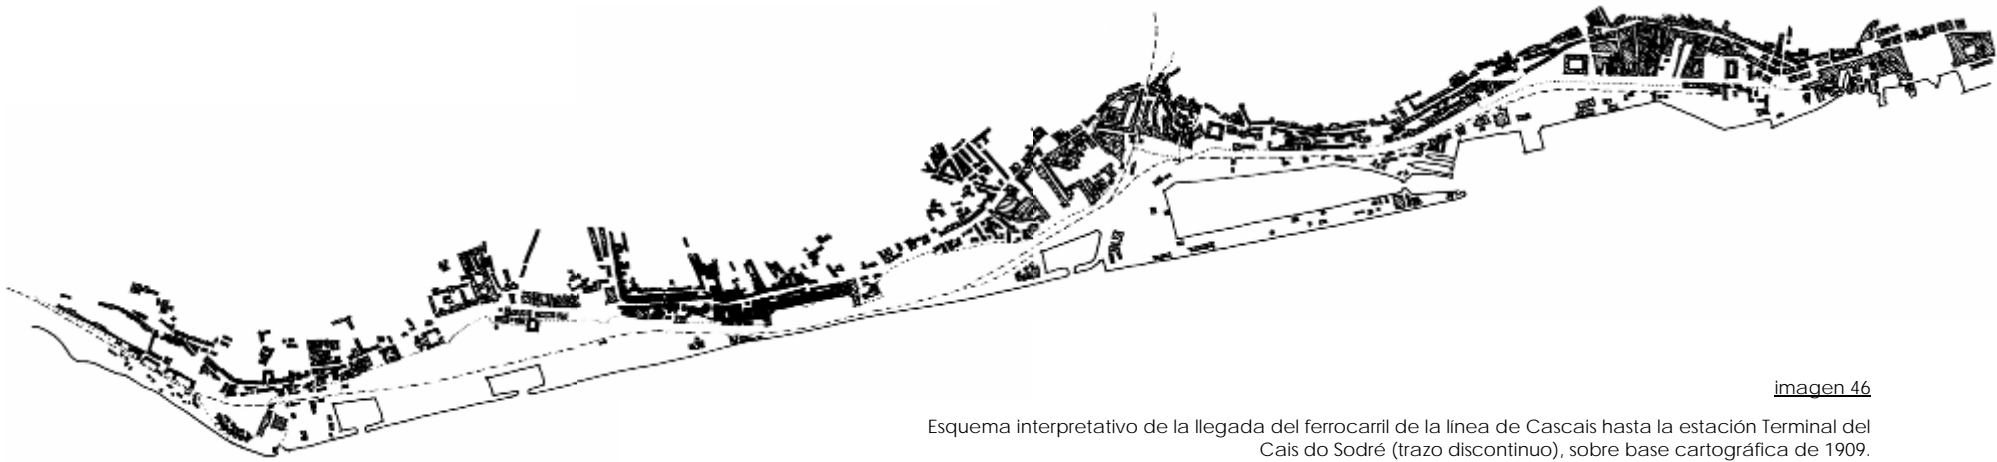 imagen 46
Esquema interpretativo de la llegada del ferrocarril de la línea de Cascais hasta la estación Terminal del
Cais do Sodré (trazo discontinuo), sobre base cartográfica de 1909.